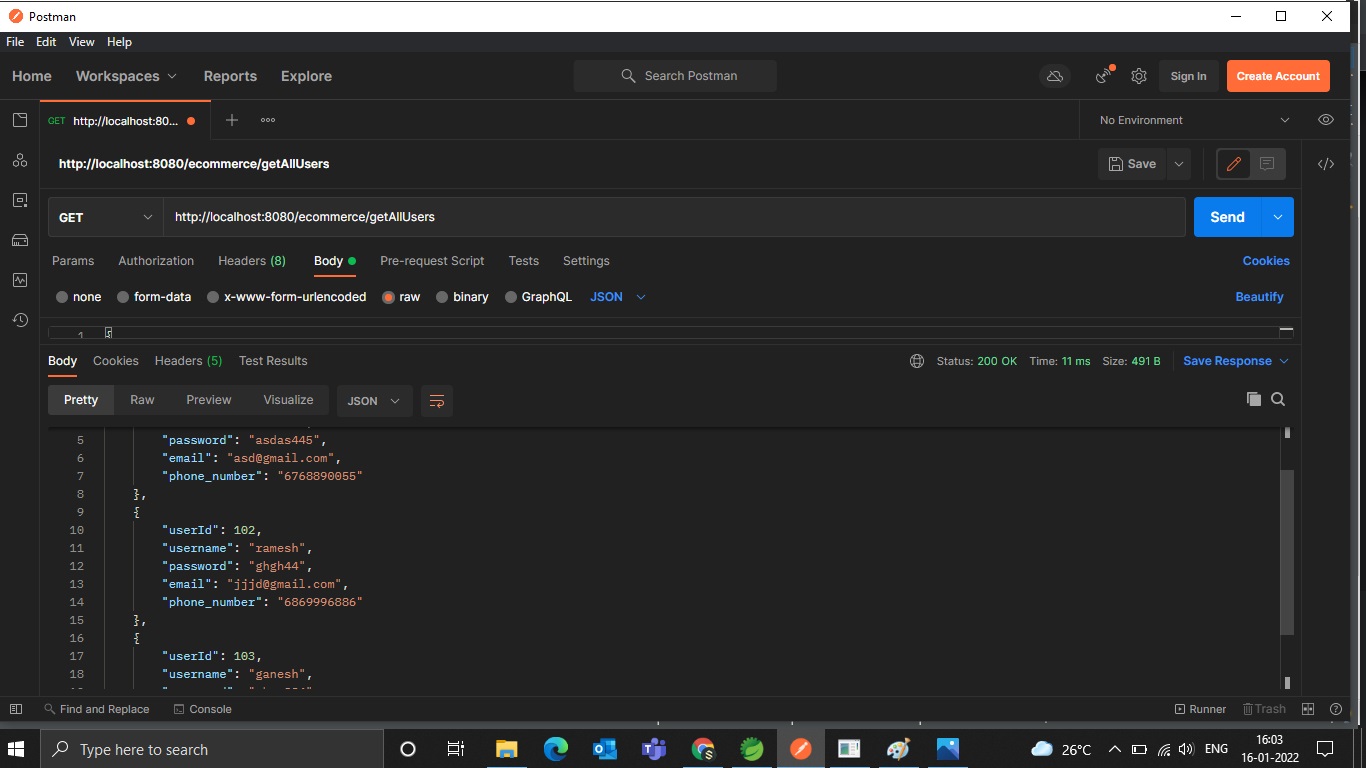 Postman
File Edit View Help
Home Workspaces Reports Explore Search Postman Sign In Create Account
GET http://localhost:80... No Environment
http://localhost:8080/ecommerce/getAllUsers Save
GET http://localhost:8080/ecommerce/getAllUsers Send
Params Authorization Headers (8) Body Pre-request Script Tests Settings Cookies
none form-data x-www-form-urlencoded raw binary GraphQL JSON Beautify
1 {
Body Cookies Headers (5) Test Results Status: 200 OK Time: 11 ms Size: 491 B Save Response
Pretty Raw Preview Visualize JSON
5 "password": "asdas445",
6 "email": "asd@gmail.com",
7 "phone_number": "6768890055"
8 },
9 {
10 "userId": 102,
11 "username": "ramesh",
12 "password": "ghgh44",
13 "email": "jjjd@gmail.com",
14 "phone_number": "6869996886"
15 },
16 {
17 "userId": 103,
18 "username": "ganesh",
Find and Replace Console Runner Trash
Type here to search 26°C ENG 16:03
16-01-2022